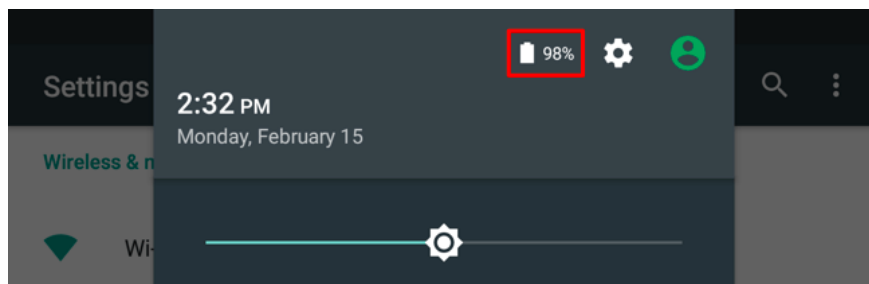 98%
Settings
2:32 PM
Monday, February 15
Wireless & n
Wi-